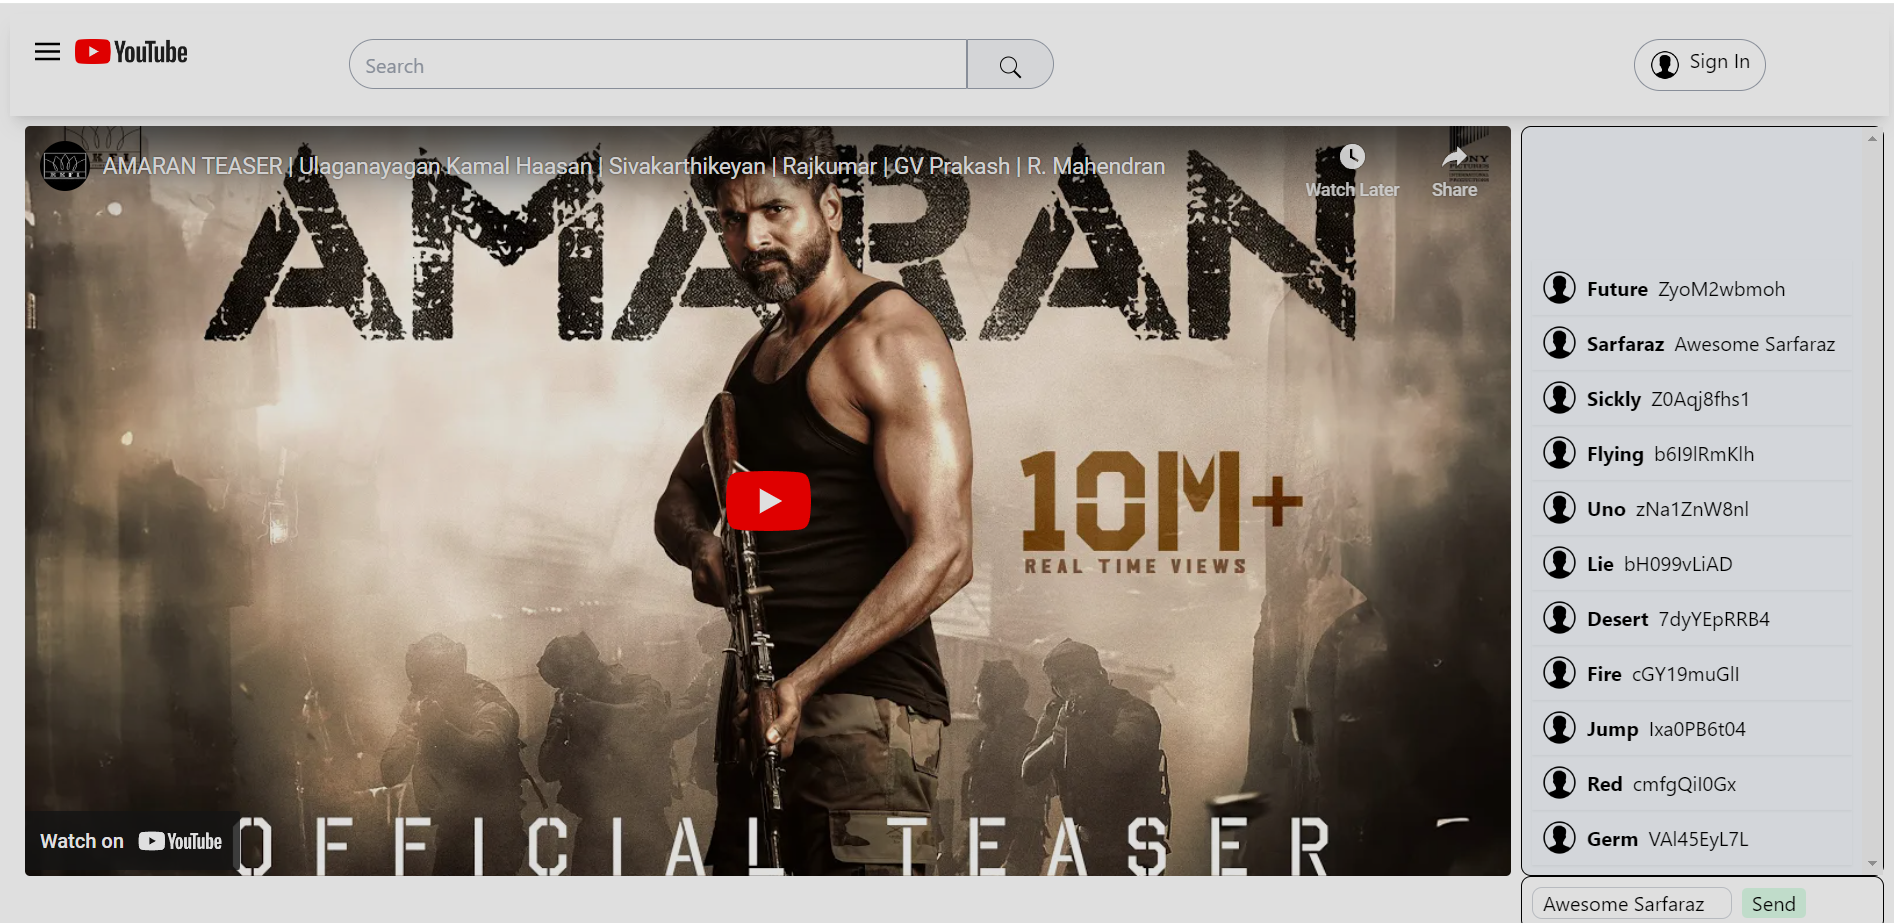 YouTube
Search
Sign In
AMARAN TEASER | Ulaganayagan Kamal Haasan | Sivakarthikeyan | Rajkumar | GV Prakash | R. Mahendran
Watch Later
Share
AMARAN
10M+
REAL TIME VIEWS
OFFICIAL TEASER
Watch on YouTube
Future ZyoM2wbmoh
Sarfaraz Awesome Sarfaraz
Sickly Z0Aqj8fhs1
Flying b6I9lRmKlh
Uno zNa1ZnW8nl
Lie bH099vLiAD
Desert 7dyYEpRRB4
Fire cGY19muGlI
Jump Ixa0PB6t04
Red cmfgQiI0Gx
Germ VAl45EyL7L
Awesome Sarfaraz
Send